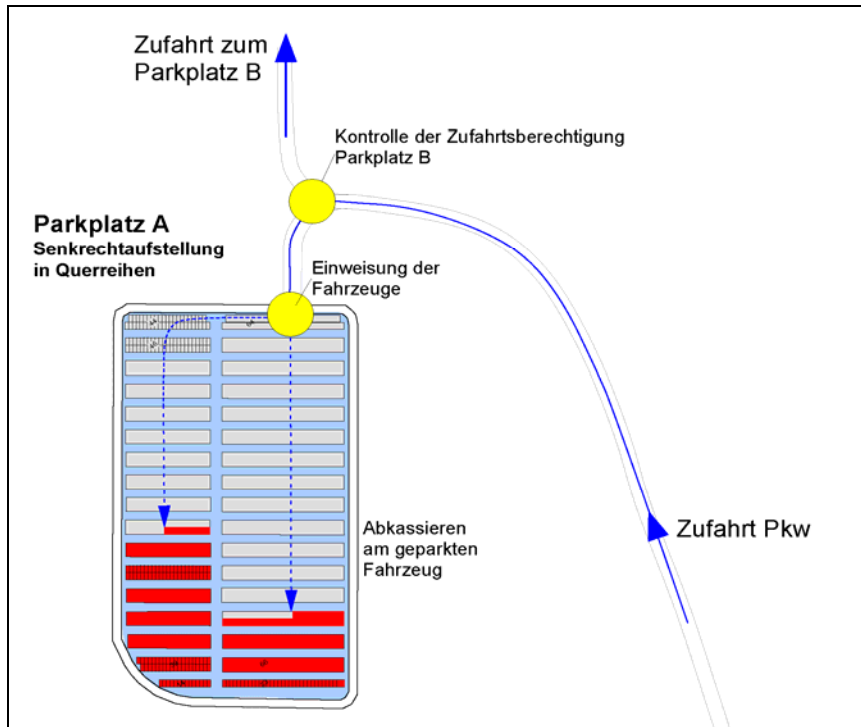 Zufahrt zum
Parkplatz B
Kontrolle der Zufahrtsberechtigung
Parkplatz B
Parkplatz A
Senkrechtaufstellung
in Querreihen
Einweisung der
Fahrzeuge
Abkassieren
am geparkten
Fahrzeug
Zufahrt Pkw